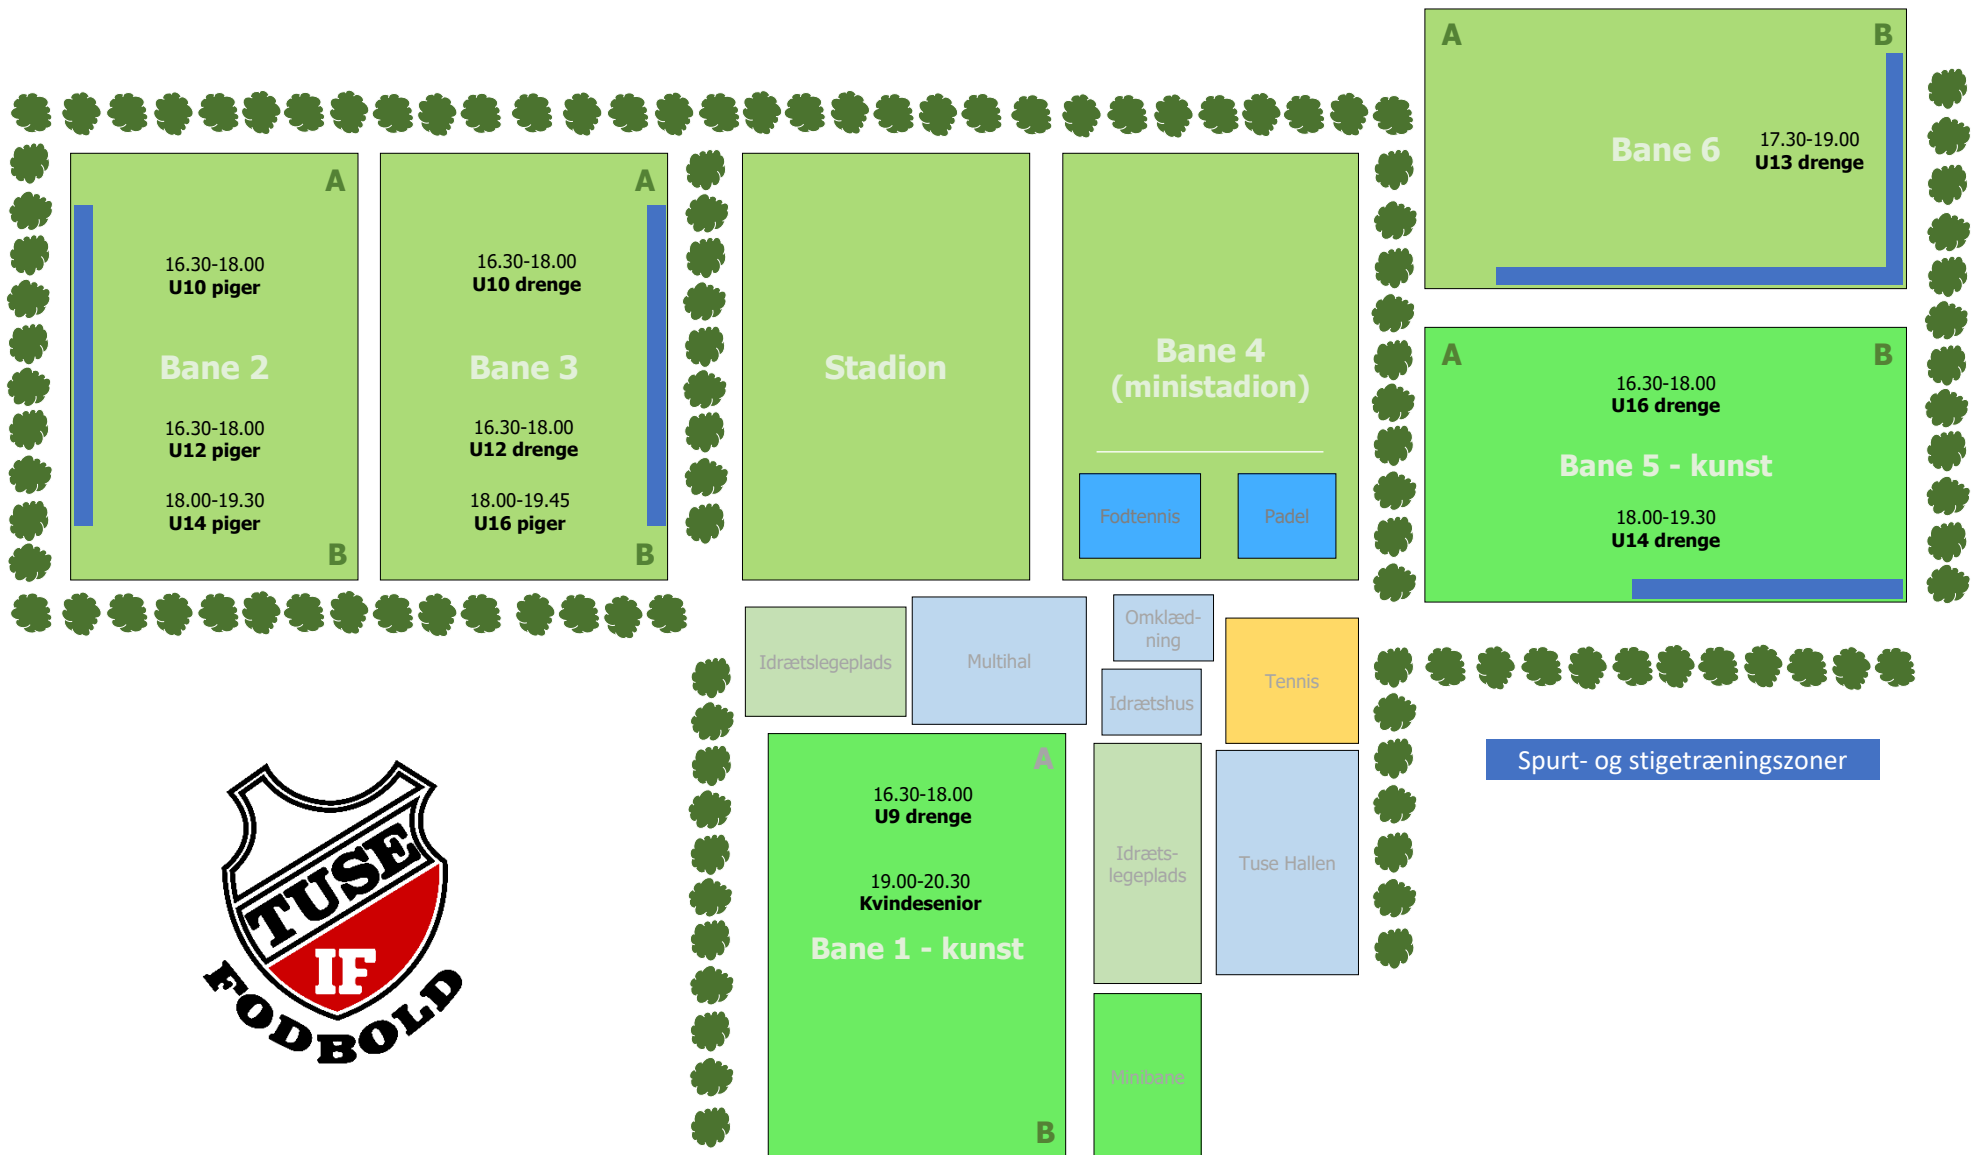 A
B
Bane 6
17.30-19.00
U13 drenge
A
16.30-18.00
U10 piger
Bane 2
16.30-18.00
U12 piger
18.00-19.30
U14 piger
B
A
16.30-18.00
U10 drenge
Bane 3
16.30-18.00
U12 drenge
18.00-19.45
U16 piger
B
Stadion
Bane 4
(ministadion)
Fodtennis
Padel
A
B
16.30-18.00
U16 drenge
Bane 5 - kunst
18.00-19.30
U14 drenge
Idrætslegeplads
Multihal
Omklæd-
ning
Idrætshus
Tennis
Spurt- og stigetræningszoner
A
16.30-18.00
U9 drenge
19.00-20.30
Kvindesenior
Bane 1 - kunst
B
Idræts-
legeplads
Tuse Hallen
Minibane
TUSE
IF
FODBOLD